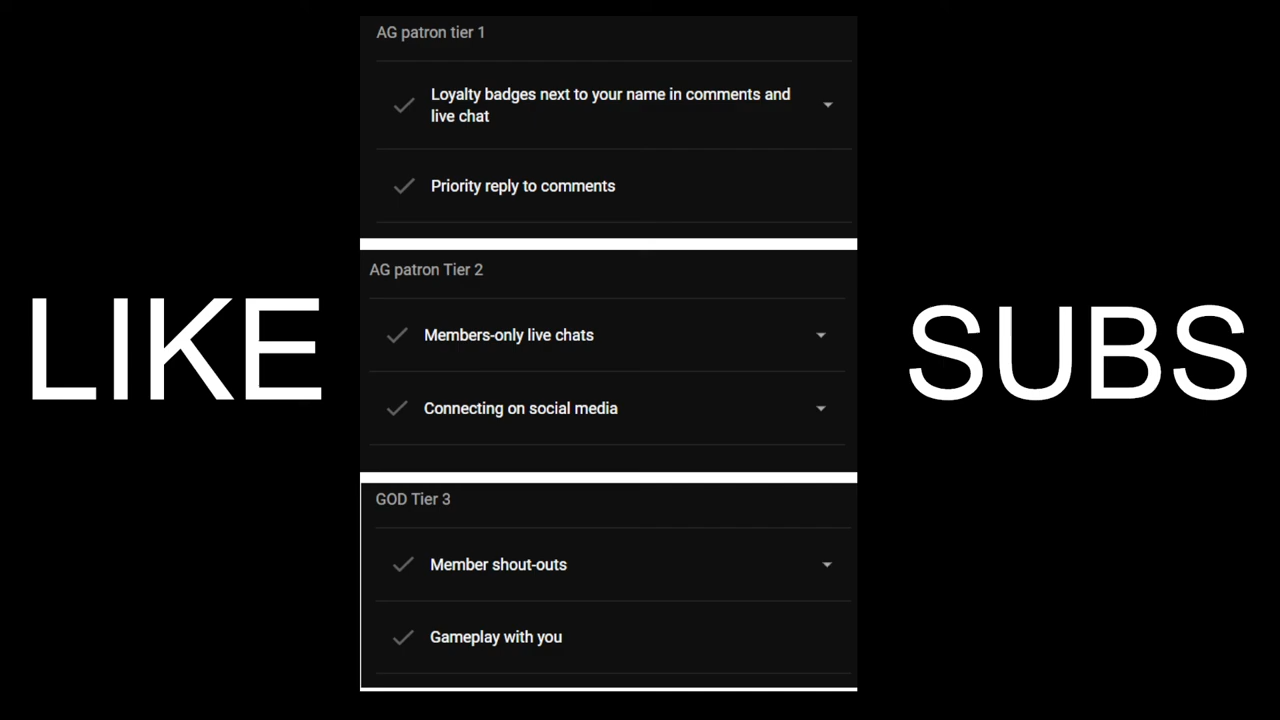 AG patron tier 1
Loyalty badges next to your name in comments and
live chat
Priority reply to comments
AG patron Tier 2
Members-only live chats
Connecting on social media
GOD Tier 3
Member shout-outs
Gameplay with you
LIKE
SUBS